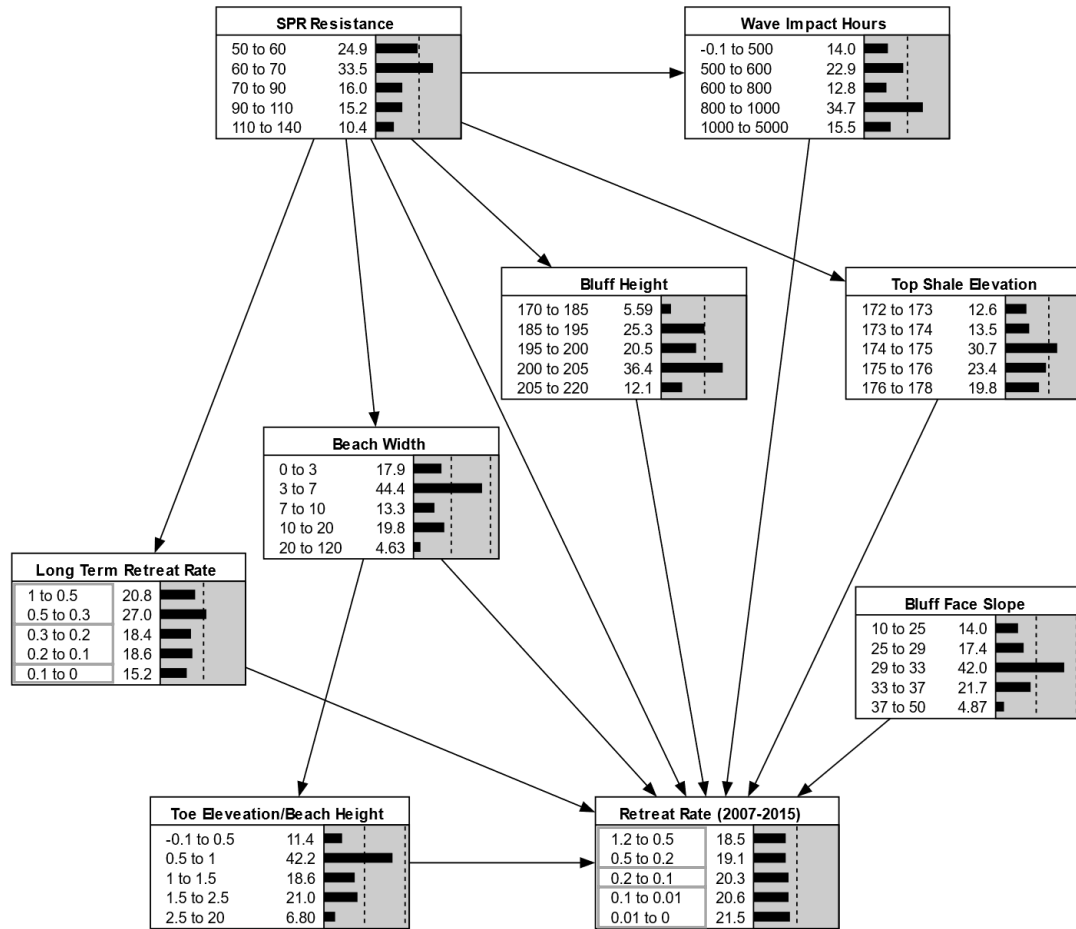 SPR Resistance
50 to 60 24.9
60 to 70 33.5
70 to 90 16.0
90 to 110 15.2
110 to 140 10.4
Wave Impact Hours
-0.1 to 500 14.0
500 to 600 22.9
600 to 800 12.8
800 to 1000 34.7
1000 to 5000 15.5
Bluff Height
170 to 185 5.59
185 to 195 25.3
195 to 200 20.5
200 to 205 36.4
205 to 220 12.1
Top Shale Elevation
172 to 173 12.6
173 to 174 13.5
174 to 175 30.7
175 to 176 23.4
176 to 178 19.8
Beach Width
0 to 3 17.9
3 to 7 44.4
7 to 10 13.3
10 to 20 19.8
20 to 120 4.63
Long Term Retreat Rate
1 to 0.5 20.8
0.5 to 0.3 27.0
0.3 to 0.2 18.4
0.2 to 0.1 18.6
0.1 to 0 15.2
Bluff Face Slope
10 to 25 14.0
25 to 29 17.4
29 to 33 42.0
33 to 37 21.7
37 to 50 4.87
Toe Eleveation/Beach Height
-0.1 to 0.5 11.4
0.5 to 1 42.2
1 to 1.5 18.6
1.5 to 2.5 21.0
2.5 to 20 6.80
Retreat Rate (2007-2015)
1.2 to 0.5 18.5
0.5 to 0.2 19.1
0.2 to 0.1 20.3
0.1 to 0.01 20.6
0.01 to 0 21.5